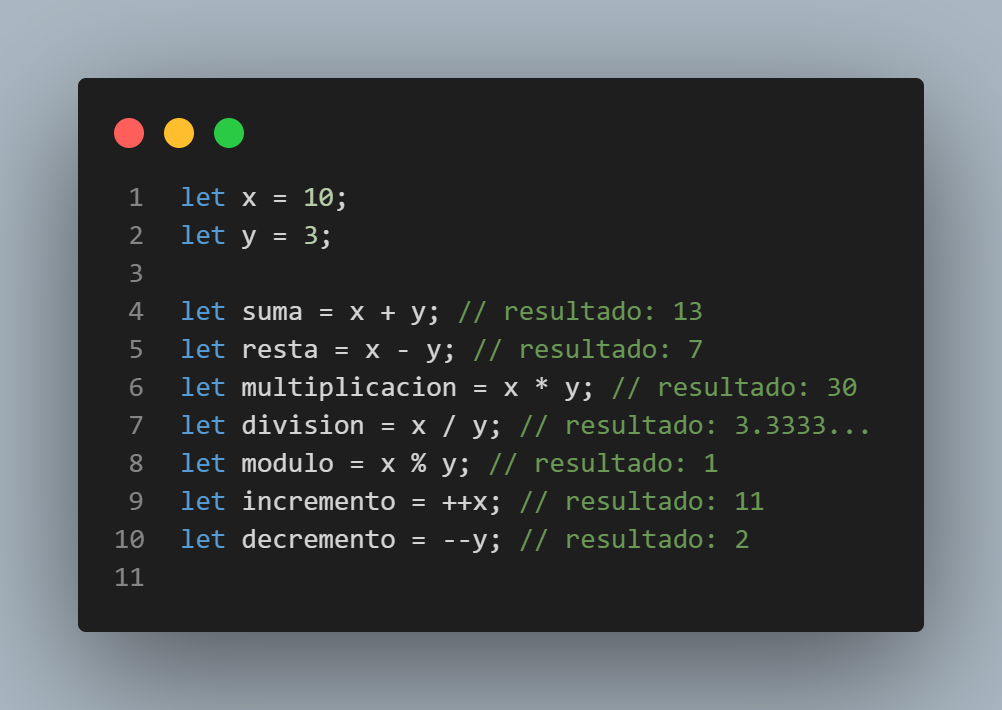 1 let x = 10;
2 let y = 3;
3
4 let suma = x + y; // resultado: 13
5 let resta = x - y; // resultado: 7
6 let multiplicacion = x * y; // resultado: 30
7 let division = x / y; // resultado: 3.3333...
8 let modulo = x % y; // resultado: 1
9 let incremento = ++x; // resultado: 11
10 let decremento = --y; // resultado: 2
11